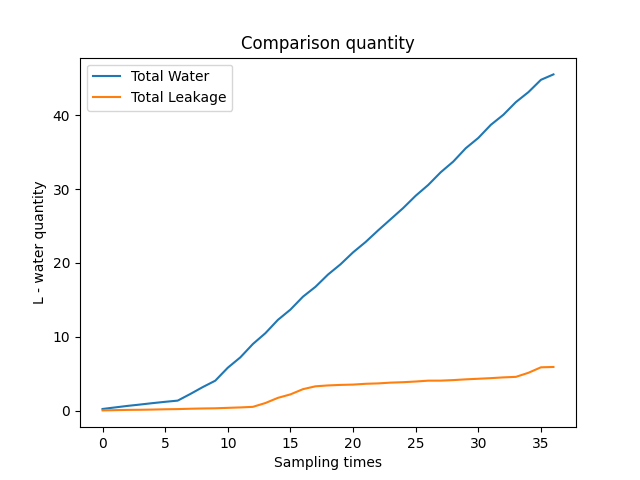 Comparison quantity
Total Water
Total Leakage
L - water quantity
40
30
20
10
0
0 5 10 15 20 25 30 35
Sampling times